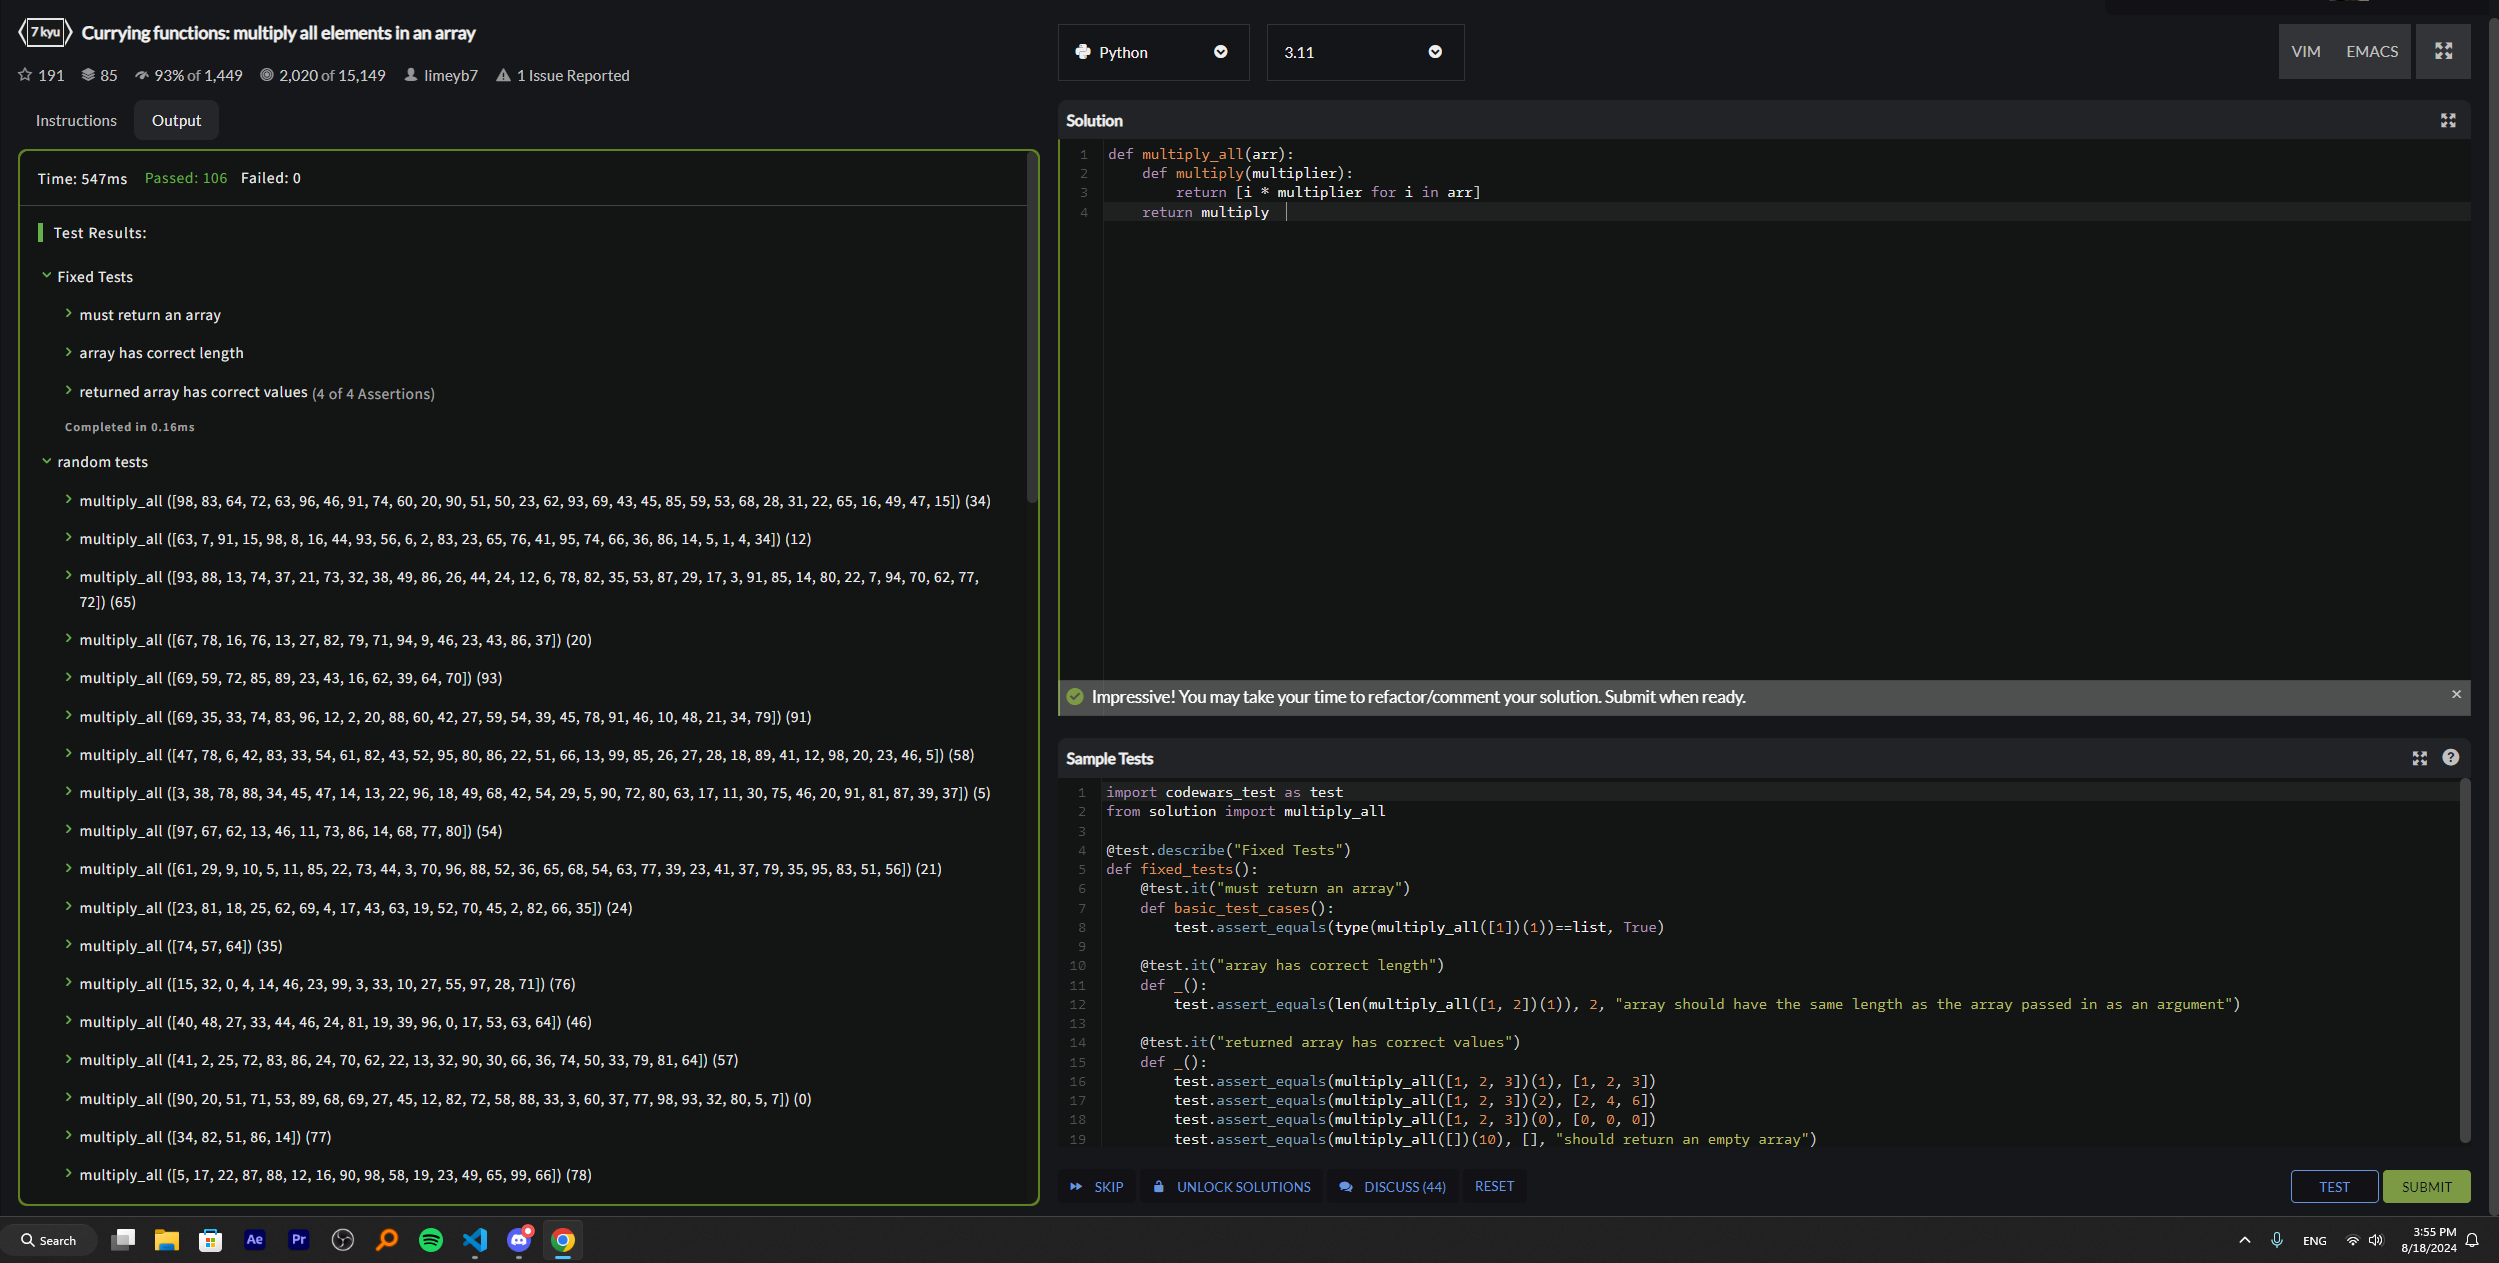 7 kyu Currying functions: multiply all elements in an array
191 85 93% of 1,449 2,020 of 15,149 limeyb7 1 Issue Reported
Instructions Output
Time: 547ms Passed: 106 Failed: 0
Test Results:
Fixed Tests
must return an array
array has correct length
returned array has correct values (4 of 4 Assertions)
Completed in 0.16ms
random tests
multiply_all ([98, 83, 64, 72, 63, 96, 46, 91, 74, 60, 20, 90, 51, 50, 23, 62, 93, 69, 43, 45, 85, 59, 53, 68, 28, 31, 22, 65, 16, 49, 47, 15]) (34)
multiply_all ([63, 7, 91, 15, 98, 8, 16, 44, 93, 56, 6, 2, 83, 23, 65, 76, 41, 95, 74, 66, 36, 86, 14, 5, 1, 4, 34]) (12)
multiply_all ([93, 88, 13, 74, 37, 21, 73, 32, 38, 49, 86, 26, 44, 24, 12, 6, 78, 82, 35, 53, 87, 29, 17, 3, 91, 85, 14, 80, 22, 7, 94, 70, 62, 77,
72]) (65)
multiply_all ([67, 78, 16, 76, 13, 27, 82, 79, 71, 94, 9, 46, 23, 43, 86, 37]) (20)
multiply_all ([69, 59, 72, 85, 89, 23, 43, 16, 62, 39, 64, 70]) (93)
multiply_all ([69, 35, 33, 74, 83, 96, 12, 2, 20, 88, 60, 42, 27, 59, 54, 39, 45, 78, 91, 46, 10, 48, 21, 34, 79]) (91)
multiply_all ([47, 78, 6, 42, 83, 33, 54, 61, 82, 43, 52, 95, 80, 86, 22, 51, 66, 13, 99, 85, 26, 27, 28, 18, 89, 41, 12, 98, 20, 23, 46, 5]) (58)
multiply_all ([3, 38, 78, 88, 34, 45, 47, 14, 13, 22, 96, 18, 49, 68, 42, 54, 29, 5, 90, 72, 80, 63, 17, 11, 30, 75, 46, 20, 91, 81, 87, 39, 37]) (5)
multiply_all ([97, 67, 62, 13, 46, 11, 73, 86, 14, 68, 77, 80]) (54)
multiply_all ([61, 29, 9, 10, 5, 11, 85, 22, 73, 44, 3, 70, 96, 88, 52, 36, 65, 68, 54, 63, 77, 39, 23, 41, 37, 79, 35, 95, 83, 51, 56]) (21)
multiply_all ([23, 81, 18, 25, 62, 69, 4, 17, 43, 63, 19, 52, 70, 45, 2, 82, 66, 35]) (24)
multiply_all ([74, 57, 64]) (35)
multiply_all ([15, 32, 0, 4, 14, 46, 23, 99, 3, 33, 10, 27, 55, 97, 28, 71]) (76)
multiply_all ([40, 48, 27, 33, 44, 46, 24, 81, 19, 39, 96, 0, 17, 53, 63, 64]) (46)
multiply_all ([41, 2, 25, 72, 83, 86, 24, 70, 62, 22, 13, 32, 90, 30, 66, 36, 74, 50, 33, 79, 81, 64]) (57)
multiply_all ([90, 20, 51, 71, 53, 89, 68, 69, 27, 45, 12, 82, 72, 58, 88, 33, 3, 60, 37, 77, 98, 93, 32, 80, 5, 7]) (0)
multiply_all ([34, 82, 51, 86, 14]) (77)
multiply_all ([5, 17, 22, 87, 88, 12, 16, 90, 98, 58, 19, 23, 49, 65, 99, 66]) (78)
Python 3.11 VIM EMACS
Solution
1 def multiply_all(arr):
2     def multiply(multiplier):
3         return [i * multiplier for i in arr]
4     return multiply
Impressive! You may take your time to refactor/comment your solution. Submit when ready. ×
Sample Tests ?
1 import codewars_test as test
2 from solution import multiply_all
3
4 @test.describe("Fixed Tests")
5 def fixed_tests():
6     @test.it("must return an array")
7     def basic_test_cases():
8         test.assert_equals(type(multiply_all([1])(1))==list, True)
9
10     @test.it("array has correct length")
11     def _():
12         test.assert_equals(len(multiply_all([1, 2])(1)), 2, "array should have the same length as the array passed in as an argument")
13
14     @test.it("returned array has correct values")
15     def _():
16         test.assert_equals(multiply_all([1, 2, 3])(1), [1, 2, 3])
17         test.assert_equals(multiply_all([1, 2, 3])(2), [2, 4, 6])
18         test.assert_equals(multiply_all([1, 2, 3])(0), [0, 0, 0])
19         test.assert_equals(multiply_all([])(10), [], "should return an empty array")
SKIP UNLOCK SOLUTIONS DISCUSS (44) RESET TEST SUBMIT
Search Ae Pr ENG 3:55 PM
8/18/2024